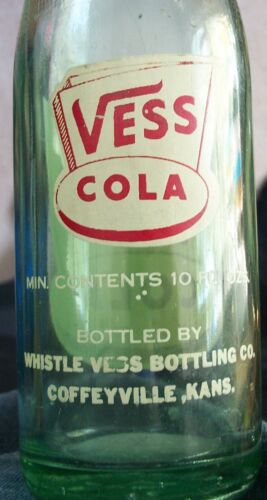 VESS
COLA
MIN. CONTENTS 10 FL. OZS.
BOTTLED BY
WHISTLE VESS BOTTLING CO.
COFFEYVILLE, KANS.